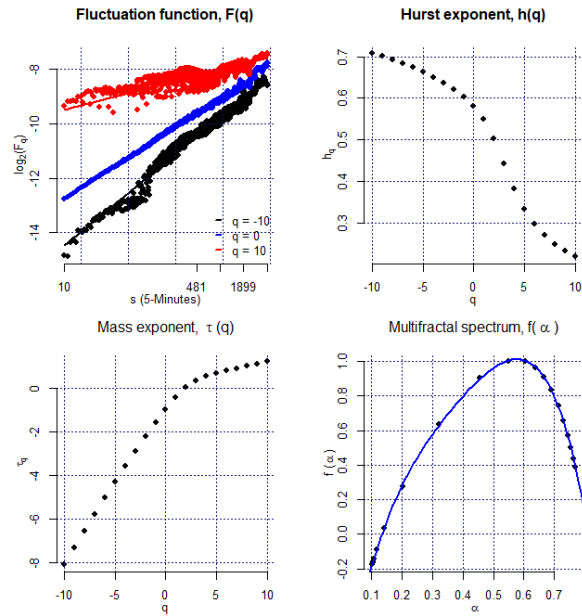 Fluctuation function, F(q)
log₂(Fq)
-8
-10
-12
-14
q = -10
q = 0
q = 10
10 481 1899
s (5-Minutes)
Hurst exponent, h(q)
hq
0.7
0.6
0.5
0.4
0.3
-10 -5 0 5 10
q
Mass exponent, τ (q)
τq
0
-2
-4
-6
-8
-10 -5 0 5 10
q
Multifractal spectrum, f( α )
f (α)
1.0
0.8
0.6
0.4
0.2
0.0
-0.2
0.1 0.2 0.3 0.4 0.5 0.6 0.7
α